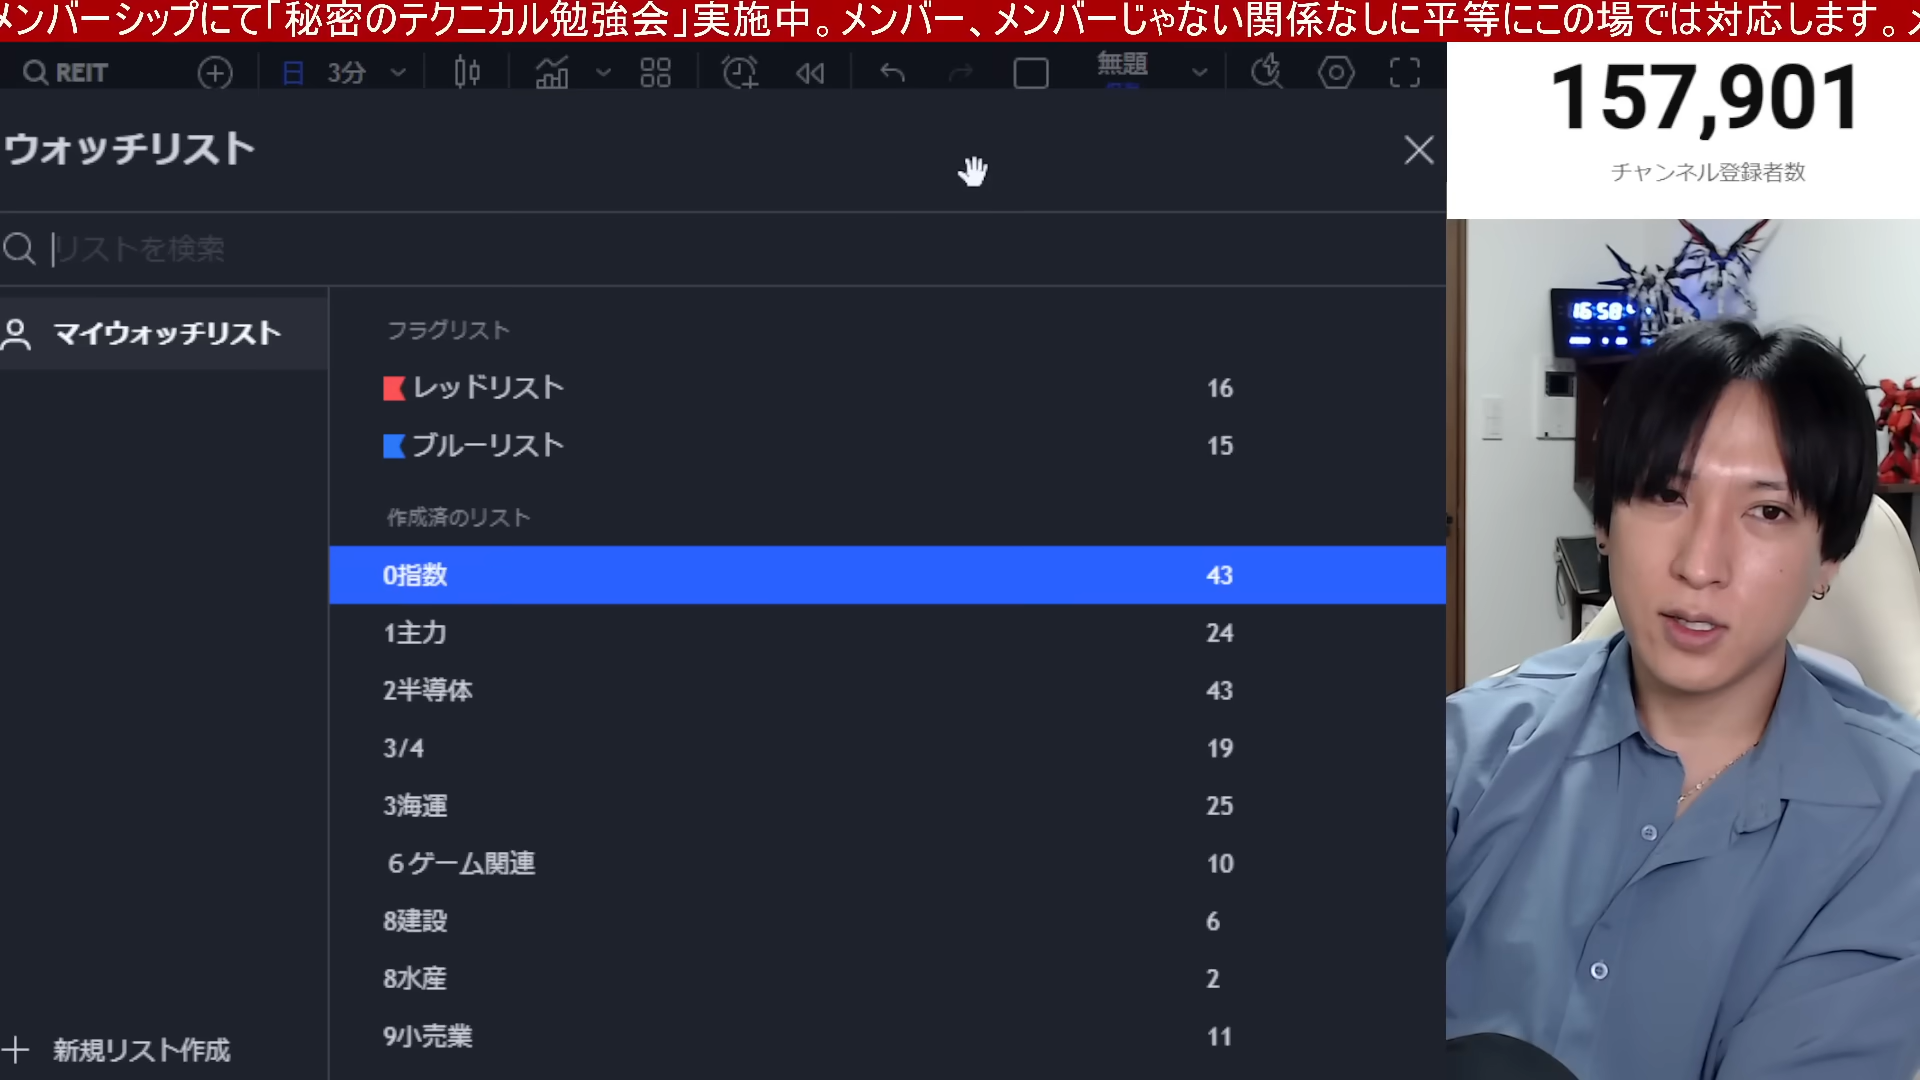 メンバーシップにて「秘密のテクニカル勉強会」実施中。メンバー、メンバーじゃない関係なしに平等にこの場では対応します。
REIT
日
3分
無題
157,901
チャンネル登録者数
ウォッチリスト
リストを検索
マイウォッチリスト
フラグリスト
レッドリスト 16
ブルーリスト 15
作成済のリスト
0指数 43
1主力 24
2半導体 43
3/4 19
3海運 25
６ゲーム関連 10
8建設 6
8水産 2
9小売業 11
新規リスト作成
16:58